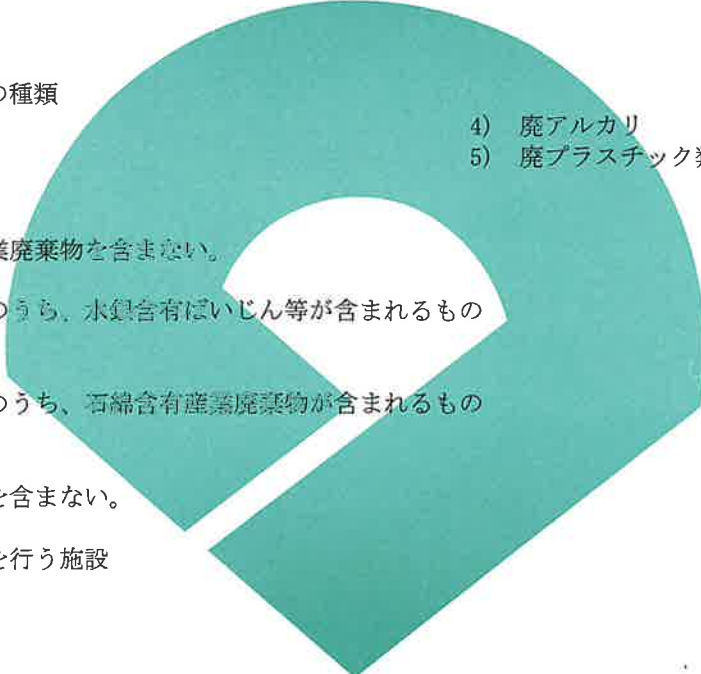 の種類
4) 廃アルカリ
5) 廃プラスチック類
業廃棄物を含まない。
のうち、水銀含有ばいじん等が含まれるもの
のうち、石綿含有産業廃棄物が含まれるもの
を含まない。
を行う施設